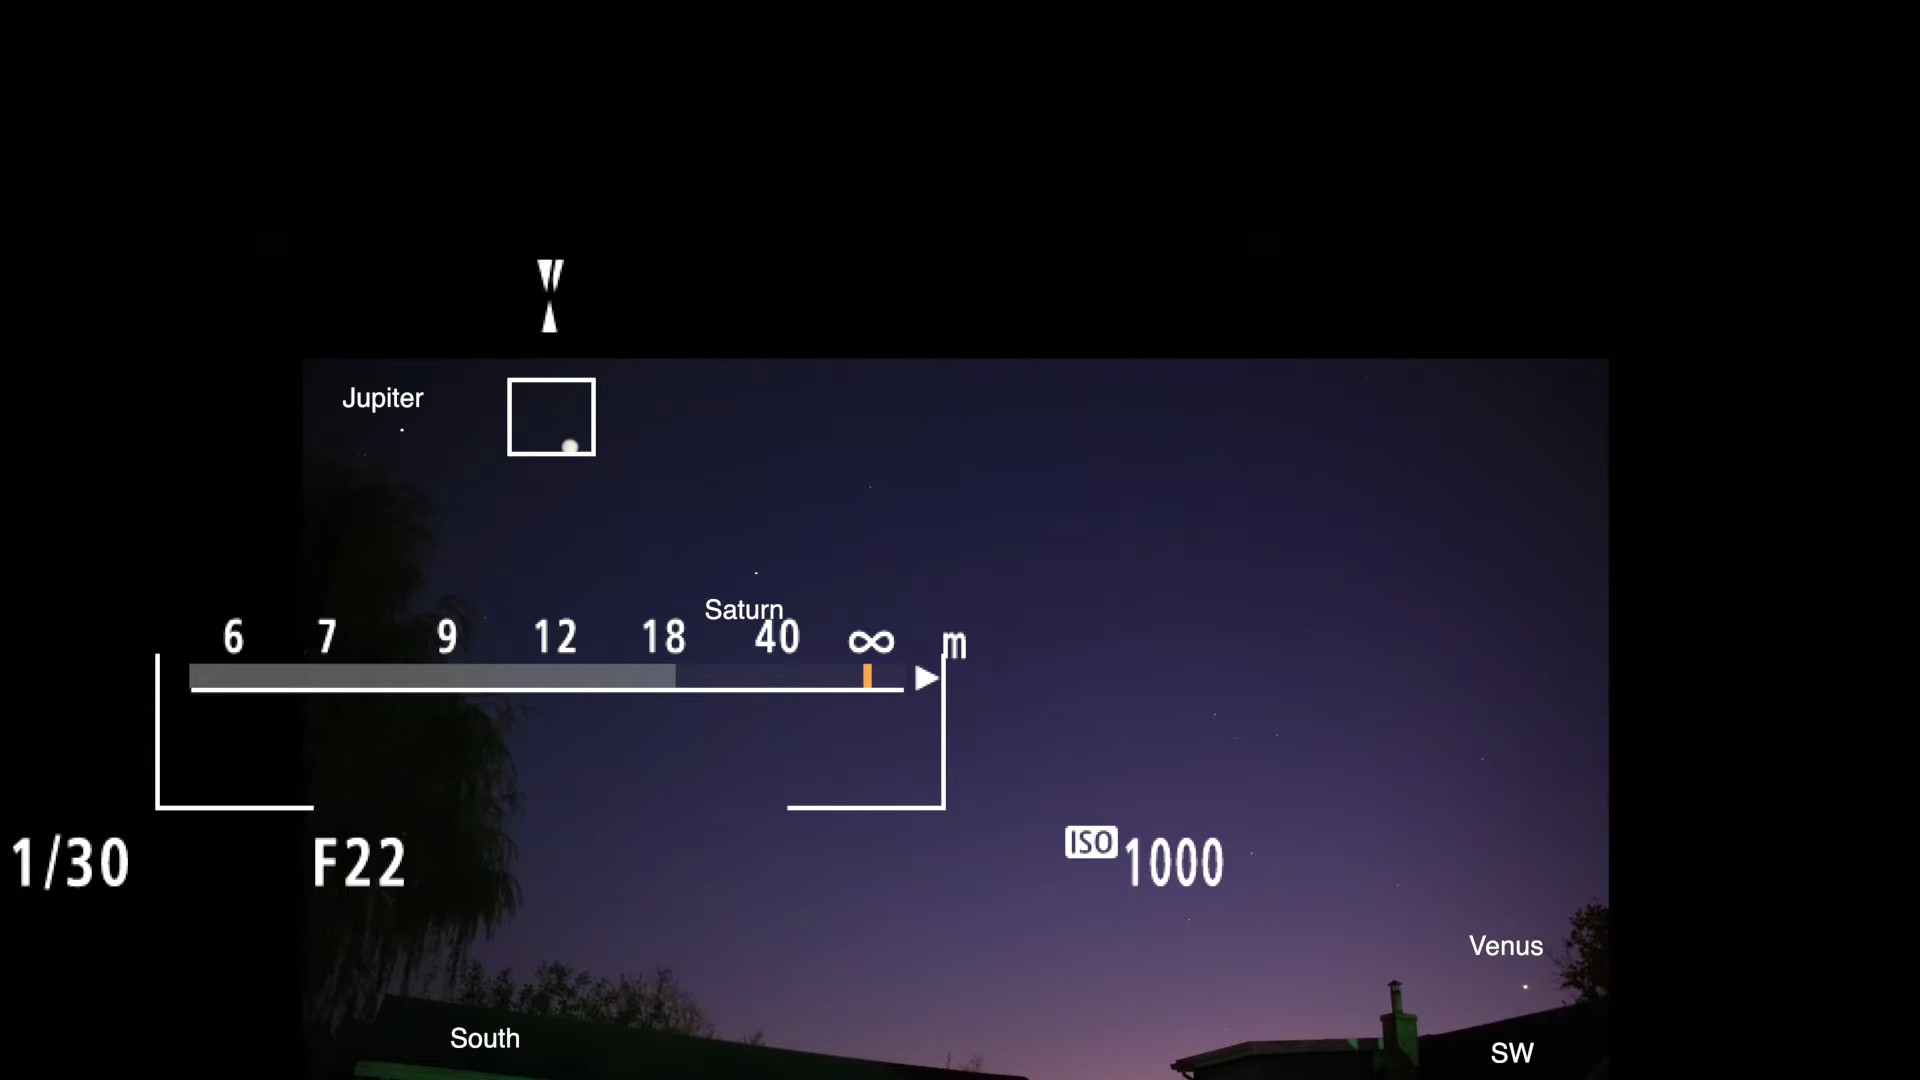 Jupiter
Saturn
6 7 9 12 18 40 ∞ m
1/30 F22 ISO 1000
Venus
South
SW